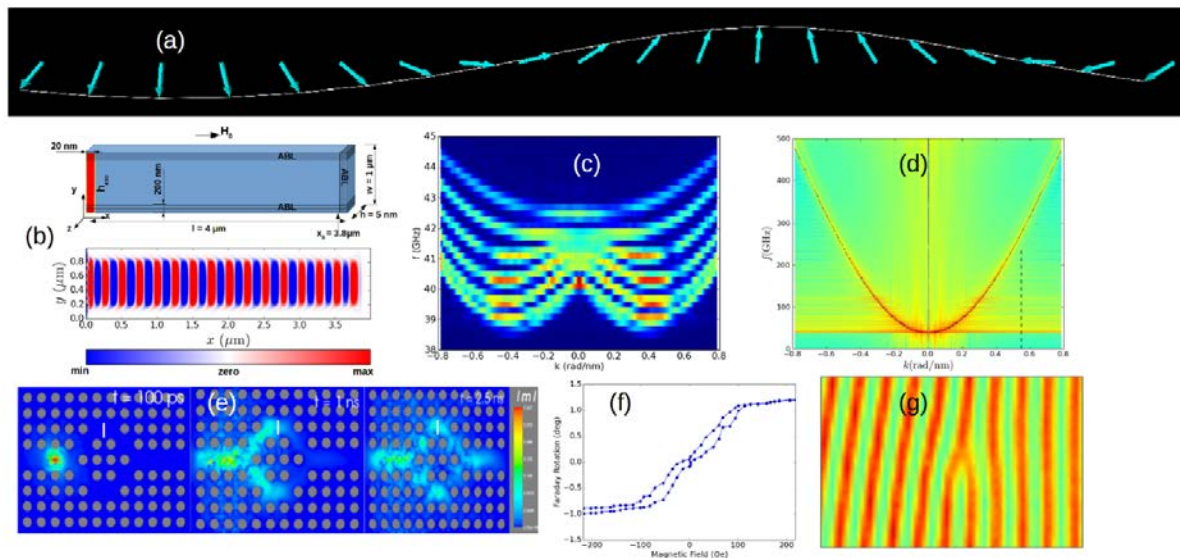 (a)
H
20 nm
ABL
200 nm
ABL
ABL
w = 1 μm
y
x
z
l = 4 μm
h = 5 nm
= 3.8μm
(b)
y (μm)
0.8
0.6
0.4
0.2
0.0
0.0 0.5 1.0 1.5 2.0 2.5 3.0 3.5
x (μm)
min zero max
(c)
f (GHz)
45
44
43
42
41
40
39
38
−0.8 −0.6 −0.4 −0.2 0.0 0.2 0.4 0.6 0.8
k (rad/nm)
(d)
f(GHz)
500
400
300
200
100
0
−0.8 −0.6 −0.4 −0.2 0.0 0.2 0.4 0.6 0.8
k(rad/nm)
t = 100 ps
(e)
t = 1 ns
t = 2.5 n
|m|
I
I
I
(f)
Faraday Rotation (deg)
1.5
1.0
0.5
0.0
−0.5
−1.0
−1.5
−200 −100 0 100 200
Magnetic Field (Oe)
(g)